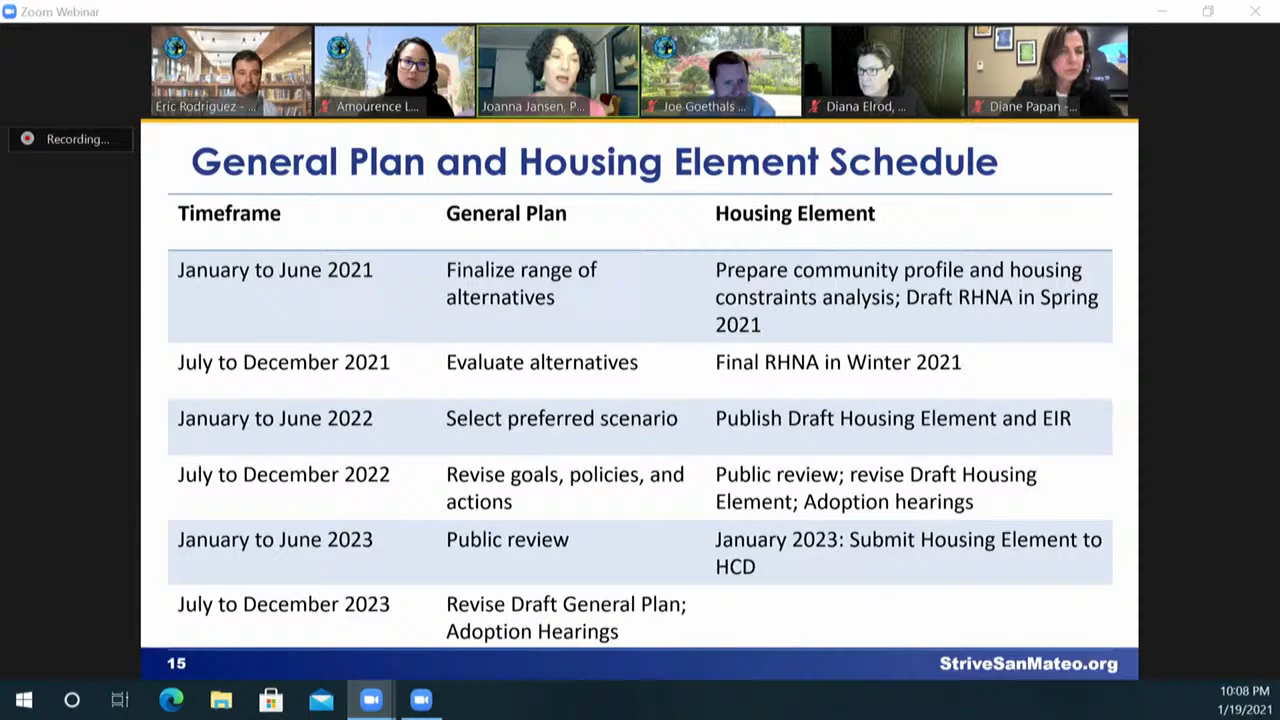 Zoom Webinar
Eric Rodriguez - ...
Amourence L...
Joanna Jansen, P...
Joe Goethals ...
Diana Elrod, ...
Diane Papan -...
Recording...
General Plan and Housing Element Schedule
Timeframe General Plan Housing Element
January to June 2021 Finalize range of Prepare community profile and housing
alternatives constraints analysis; Draft RHNA in Spring
2021
July to December 2021 Evaluate alternatives Final RHNA in Winter 2021
January to June 2022 Select preferred scenario Publish Draft Housing Element and EIR
July to December 2022 Revise goals, policies, and Public review; revise Draft Housing
actions Element; Adoption hearings
January to June 2023 Public review January 2023: Submit Housing Element to
HCD
July to December 2023 Revise Draft General Plan;
Adoption Hearings
15 StriveSanMateo.org
10:08 PM
1/19/2021